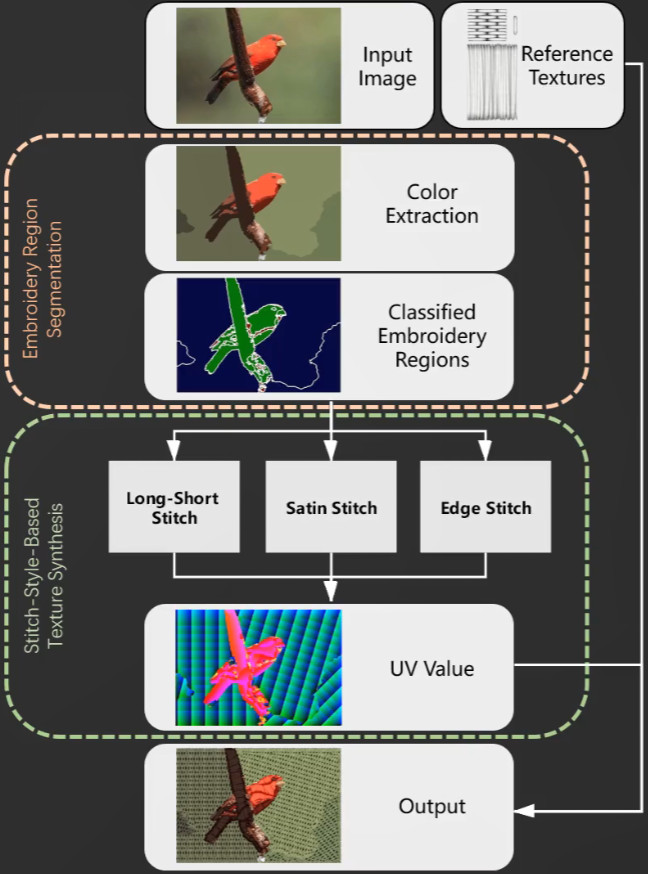 Input
Image
Reference
Textures
Embroidery Region
Segmentation
Color
Extraction
Classified
Embroidery
Regions
Stitch-Style-Based
Texture Synthesis
Long-Short
Stitch
Satin Stitch
Edge Stitch
UV Value
Output